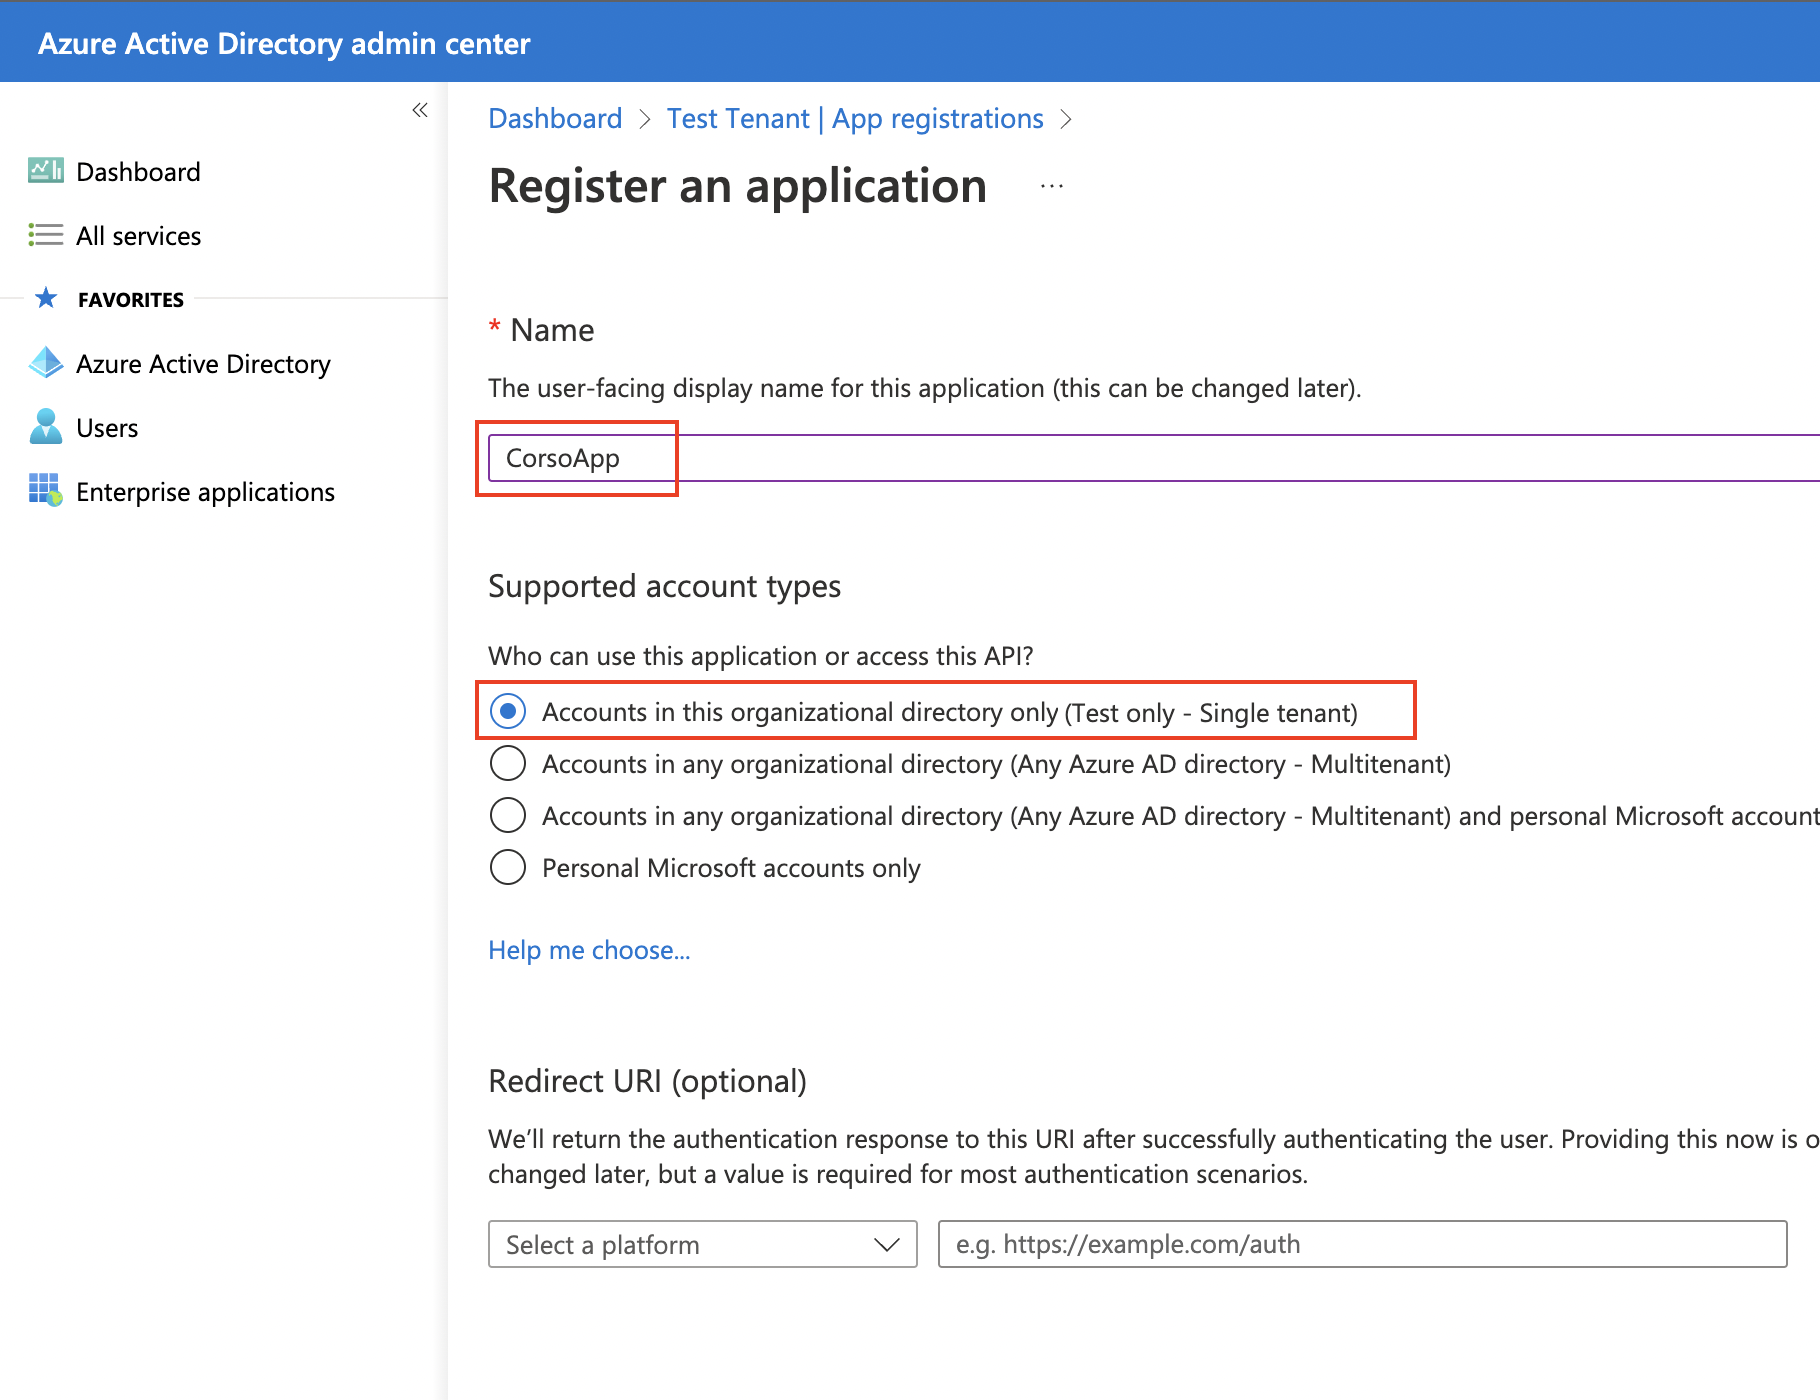 Azure Active Directory admin center
Dashboard
All services
FAVORITES
Azure Active Directory
Users
Enterprise applications
Dashboard > Test Tenant | App registrations >
Register an application ...
* Name
The user-facing display name for this application (this can be changed later).
CorsoApp
Supported account types
Who can use this application or access this API?
Accounts in this organizational directory only (Test only - Single tenant)
Accounts in any organizational directory (Any Azure AD directory - Multitenant)
Accounts in any organizational directory (Any Azure AD directory - Multitenant) and personal Microsoft account
Personal Microsoft accounts only
Help me choose...
Redirect URI (optional)
We’ll return the authentication response to this URI after successfully authenticating the user. Providing this now is
changed later, but a value is required for most authentication scenarios.
Select a platform
e.g. https://example.com/auth